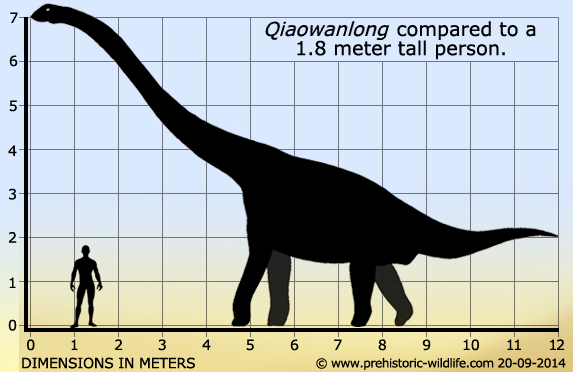 Qiaowanlong compared to a
1.8 meter tall person.
7
6
5
4
3
2
1
0
0 1 2 3 4 5 6 7 8 9 10 11 12
DIMENSIONS IN METERS © www.prehistoric-wildlife.com 20-09-2014